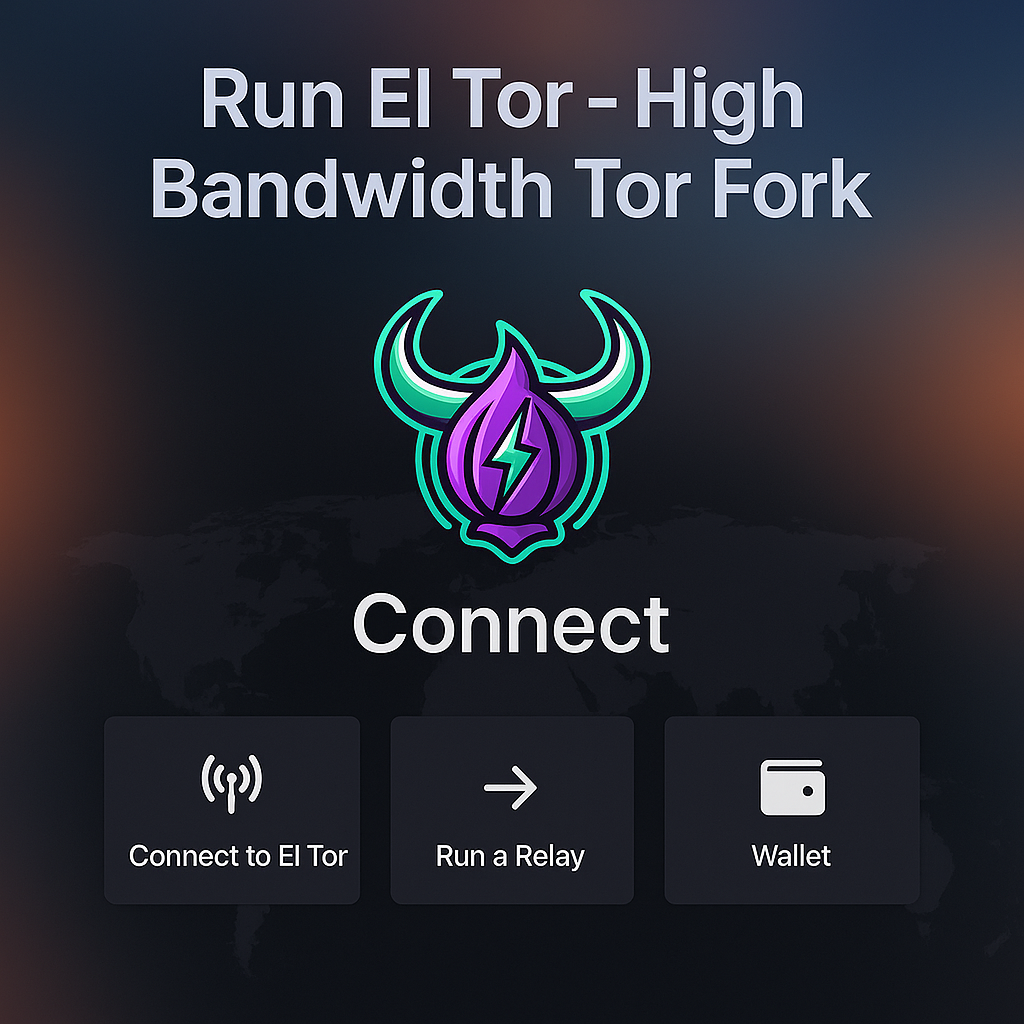 Run El Tor - High
Bandwidth Tor Fork
Connect
Connect to El Tor
Run a Relay
Wallet